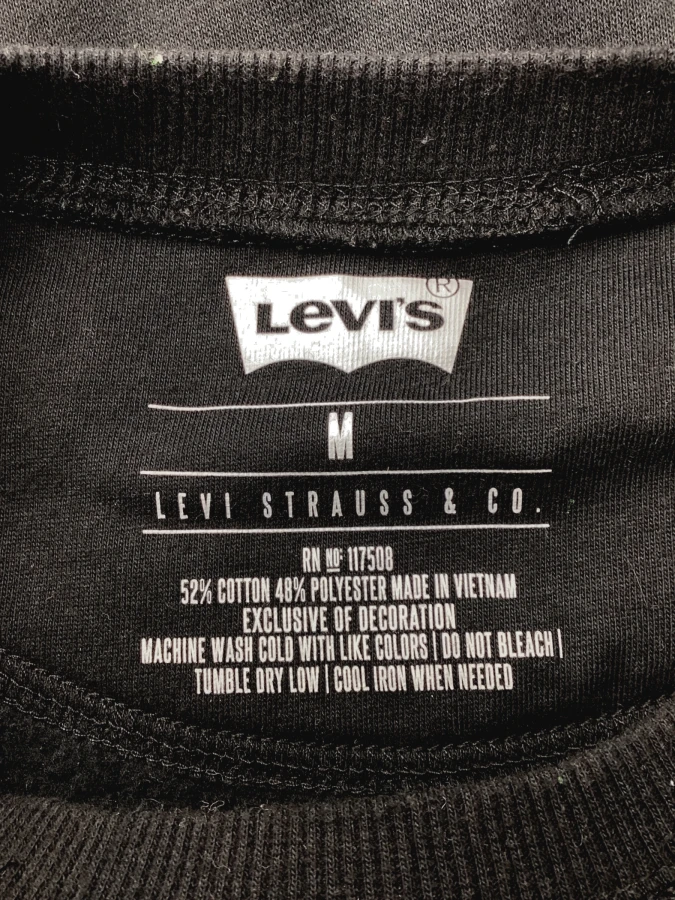 LEVI'S®
M
LEVI STRAUSS & CO.
RN NO: 117508
52% COTTON 48% POLYESTER MADE IN VIETNAM
EXCLUSIVE OF DECORATION
MACHINE WASH COLD WITH LIKE COLORS | DO NOT BLEACH |
TUMBLE DRY LOW | COOL IRON WHEN NEEDED